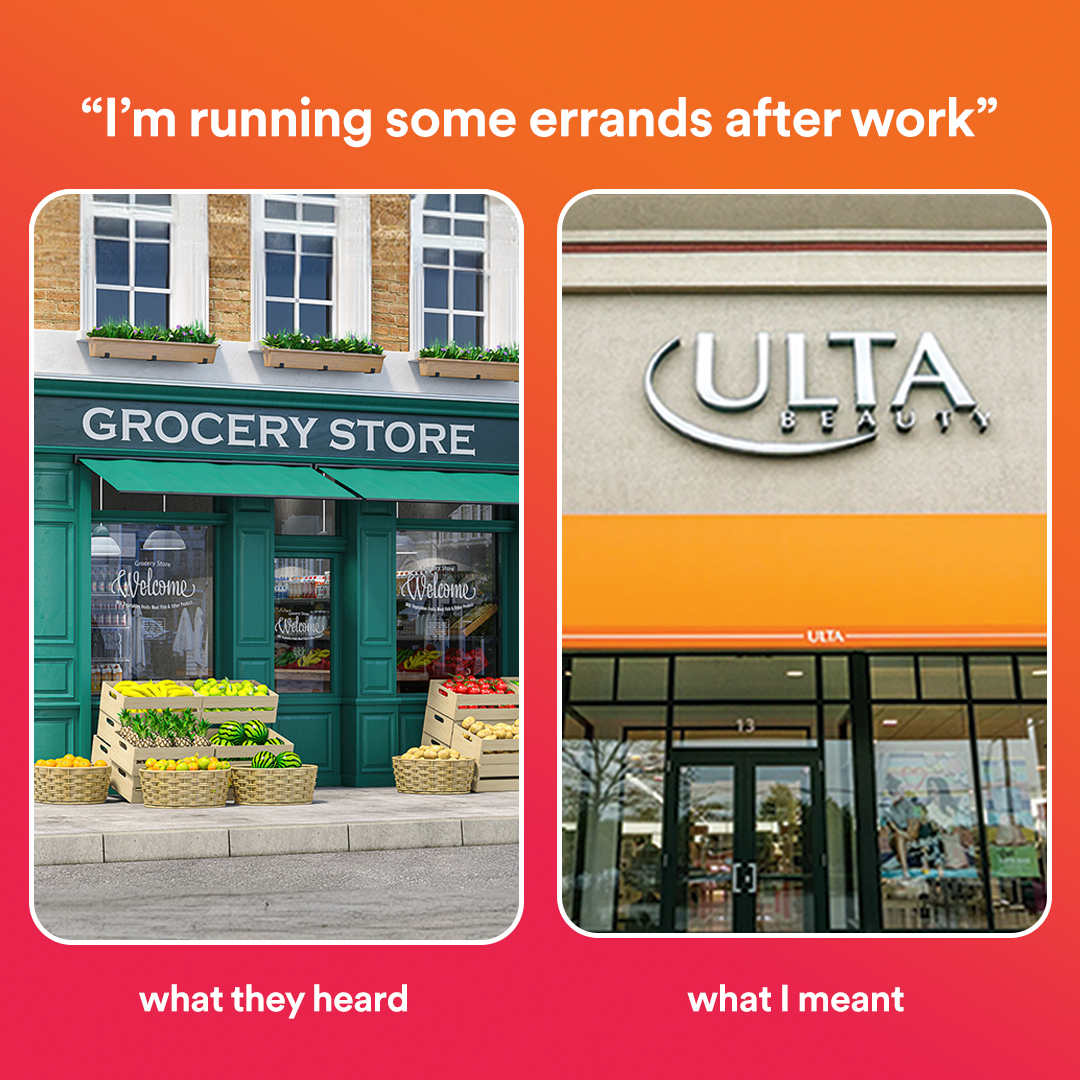 “I’m running some errands after work”
GROCERY STORE
Grocery Store
Welcome
Welcome
Grocery Store
Welcome
ULTA
BEAUTY
ULTA
13
what they heard
what I meant